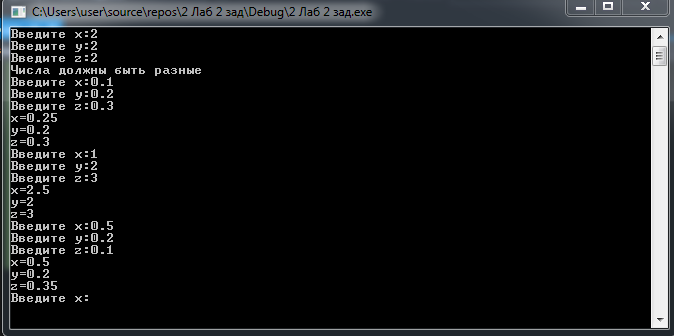 C:\Users\user\source\repos\2 Лаб 2 зад\Debug\2 Лаб 2 зад.exe
Введите x:2
Введите y:2
Введите z:2
Числа должны быть разные
Введите x:0.1
Введите y:0.2
Введите z:0.3
x=0.25
y=0.2
z=0.3
Введите x:1
Введите y:2
Введите z:3
x=2.5
y=2
z=3
Введите x:0.5
Введите y:0.2
Введите z:0.1
x=0.5
y=0.2
z=0.35
Введите x: